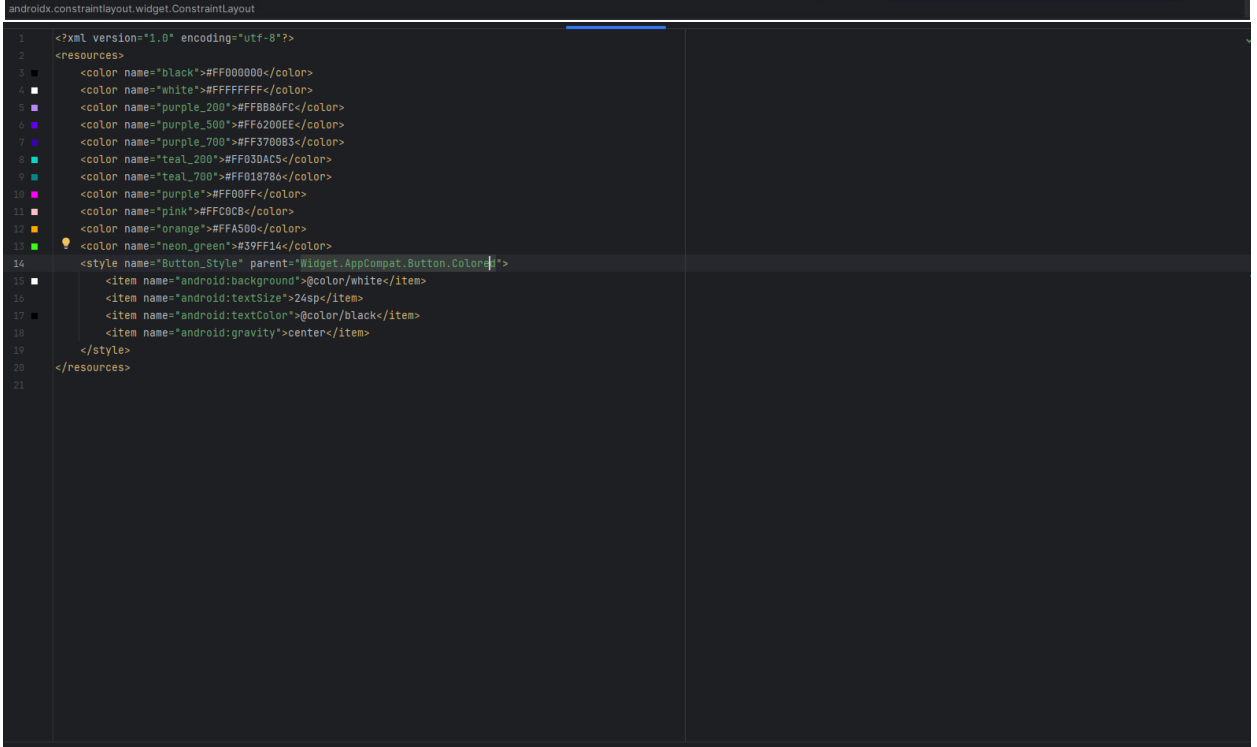 androidx.constraintlayout.widget.ConstraintLayout
1 <?xml version="1.0" encoding="utf-8"?>
2 <resources>
3 <color name="black">#FF000000</color>
4 <color name="white">#FFFFFFFF</color>
5 <color name="purple_200">#FFBB86FC</color>
6 <color name="purple_500">#FF6200EE</color>
7 <color name="purple_700">#FF3700B3</color>
8 <color name="teal_200">#FF03DAC5</color>
9 <color name="teal_700">#FF018786</color>
10 <color name="purple">#FF00FF</color>
11 <color name="pink">#FFC0CB</color>
12 <color name="orange">#FFA500</color>
13 <color name="neon_green">#39FF14</color>
14 <style name="Button_Style" parent="Widget.AppCompat.Button.Colored">
15 <item name="android:background">@color/white</item>
16 <item name="android:textSize">24sp</item>
17 <item name="android:textColor">@color/black</item>
18 <item name="android:gravity">center</item>
19 </style>
20 </resources>
21